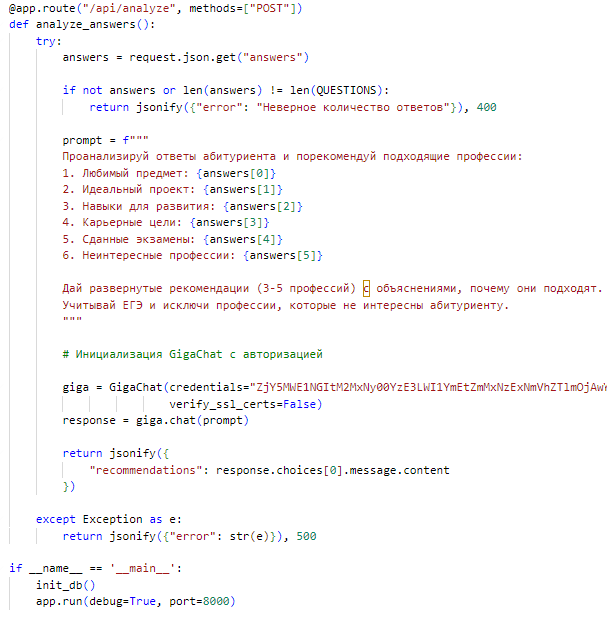 @app.route("/api/analyze", methods=["POST"])
def analyze_answers():
    try:
        answers = request.json.get("answers")

        if not answers or len(answers) != len(QUESTIONS):
            return jsonify({"error": "Неверное количество ответов"}), 400

        prompt = f"""
        Проанализируй ответы абитуриента и порекомендуй подходящие профессии:
        1. Любимый предмет: {answers[0]}
        2. Идеальный проект: {answers[1]}
        3. Навыки для развития: {answers[2]}
        4. Карьерные цели: {answers[3]}
        5. Сданные экзамены: {answers[4]}
        6. Неинтересные профессии: {answers[5]}

        Дай развернутые рекомендации (3-5 профессий) с объяснениями, почему они подходят.
        Учитывай ЕГЭ и исключи профессии, которые не интересны абитуриенту.
        """

        # Инициализация GigaChat с авторизацией

        giga = GigaChat(credentials=
                        verify_ssl_certs=False)
        response = giga.chat(prompt)

        return jsonify({
            "recommendations": response.choices[0].message.content
        })

    except Exception as e:
        return jsonify({"error": str(e)}), 500

if __name__ == '__main__':
    init_db()
    app.run(debug=True, port=8000)